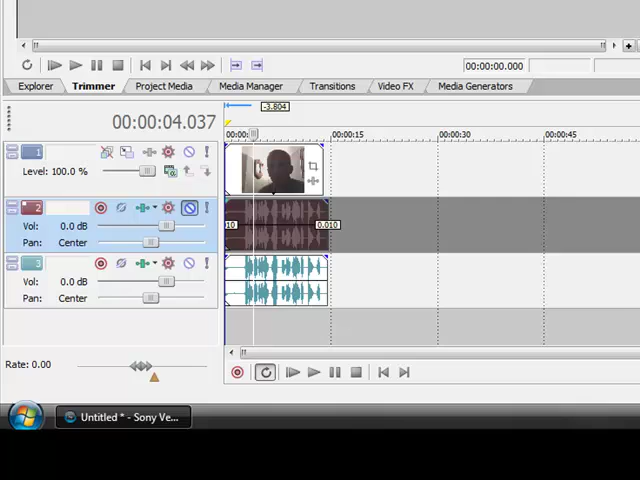 00:00:00.000
Explorer Trimmer Project Media Media Manager Transitions Video FX Media Generators
-3.804
00:00:04.037
00:00: 00:00:15 00:00:30 00:00:45
1
Level: 100.0 %
2
Vol: 0.0 dB
10 0.010
Pan: Center
3
Vol: 0.0 dB
Pan: Center
Rate: 0.00
Untitled * - Sony Ve...